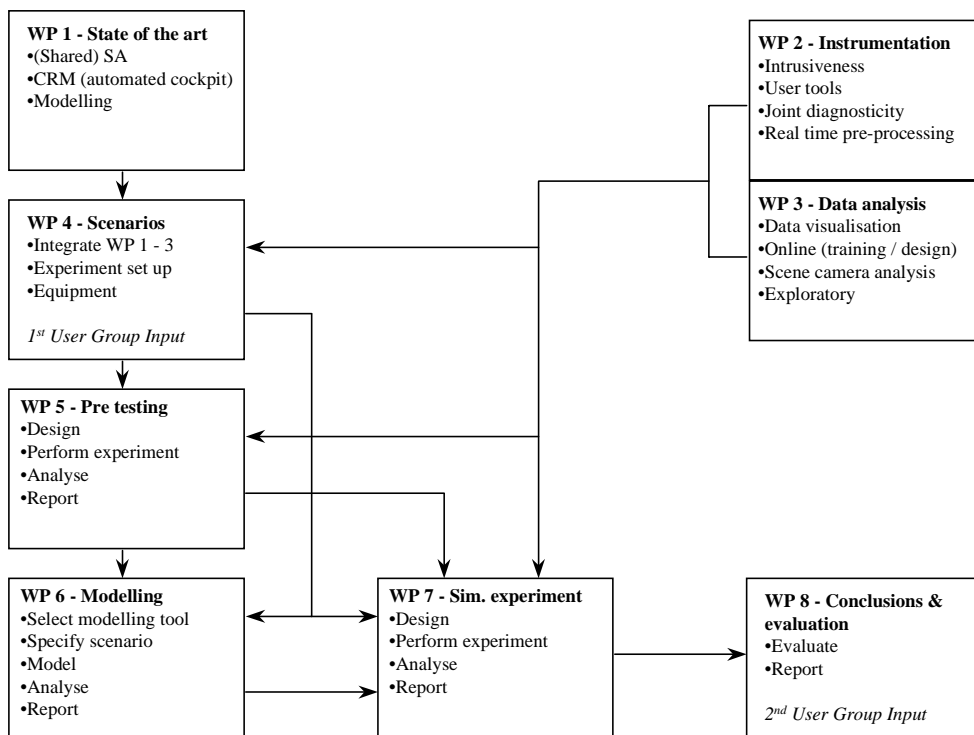 WP 1 - State of the art
•(Shared) SA
•CRM (automated cockpit)
•Modelling
WP 2 - Instrumentation
•Intrusiveness
•User tools
•Joint diagnosticity
•Real time pre-processing
WP 3 - Data analysis
•Data visualisation
•Online (training / design)
•Scene camera analysis
•Exploratory
WP 4 - Scenarios
•Integrate WP 1 - 3
•Experiment set up
•Equipment
1st User Group Input
WP 5 - Pre testing
•Design
•Perform experiment
•Analyse
•Report
WP 6 - Modelling
•Select modelling tool
•Specify scenario
•Model
•Analyse
•Report
WP 7 - Sim. experiment
•Design
•Perform experiment
•Analyse
•Report
WP 8 - Conclusions &
evaluation
•Evaluate
•Report
2nd User Group Input